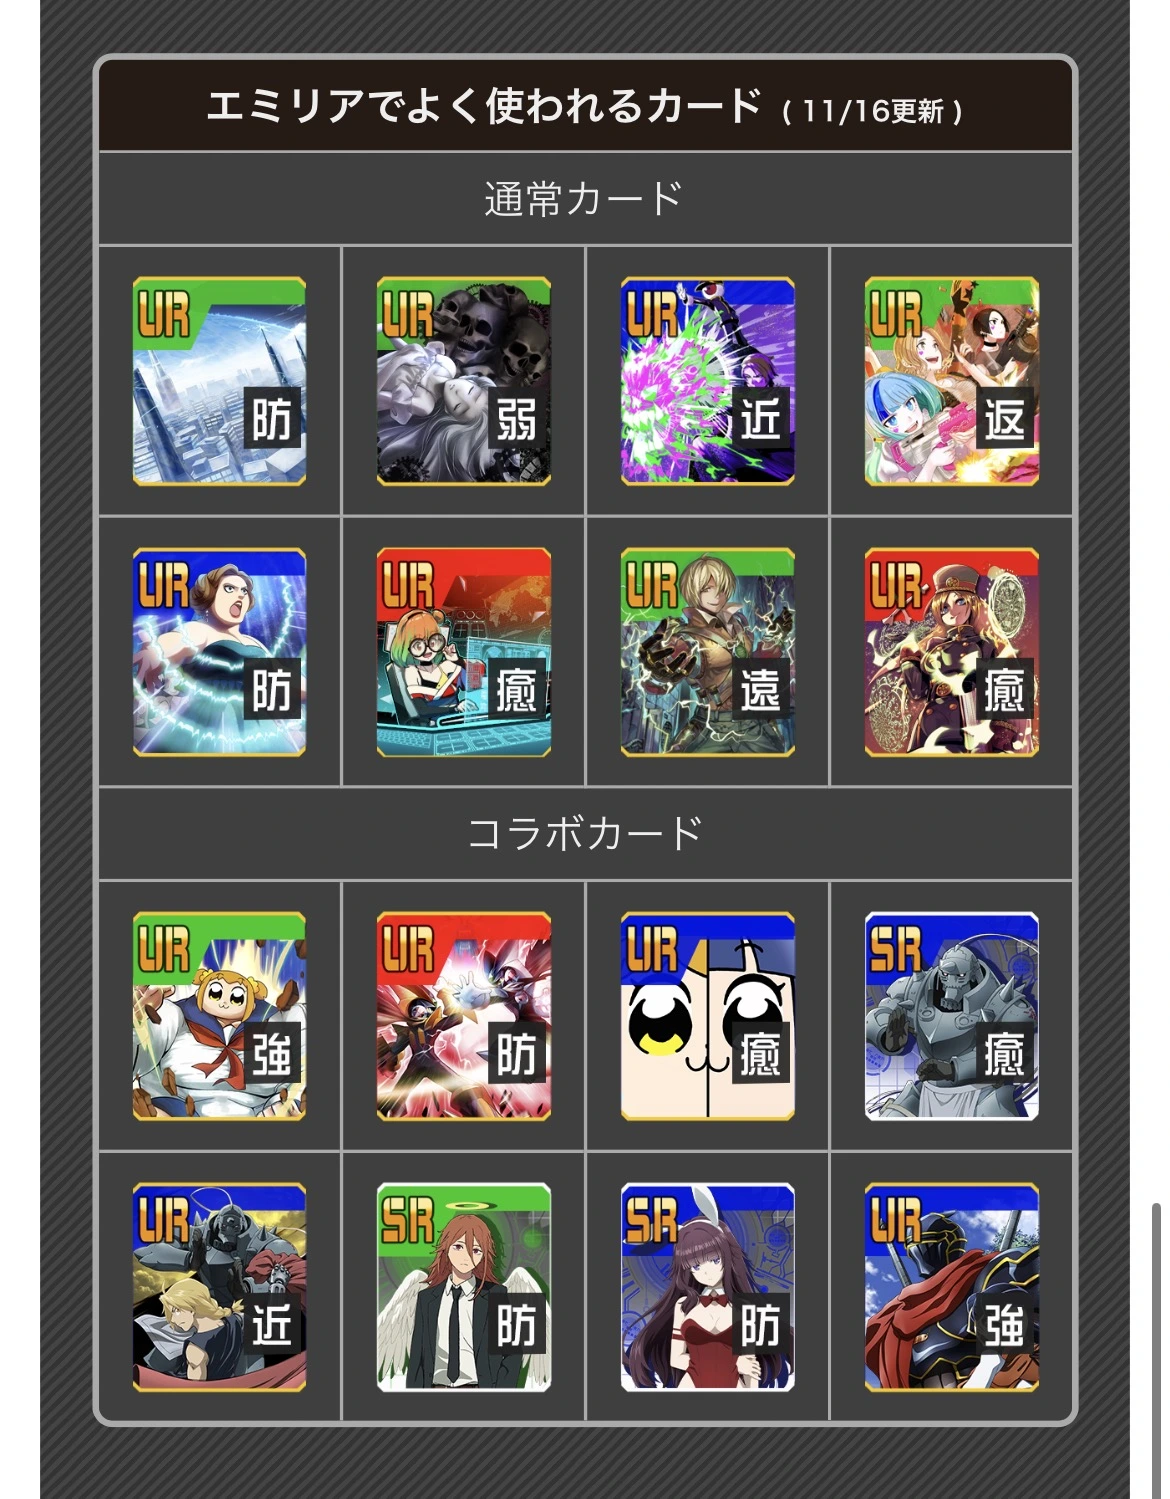 エミリアでよく使われるカード ( 11/16更新 )
通常カード
UR 防
UR 弱
UR 近
UR 返
UR 防
UR 癒
UR 遠
UR 癒
コラボカード
UR 強
UR 防
UR 癒
SR 癒
UR 近
SR 防
SR 防
UR 強